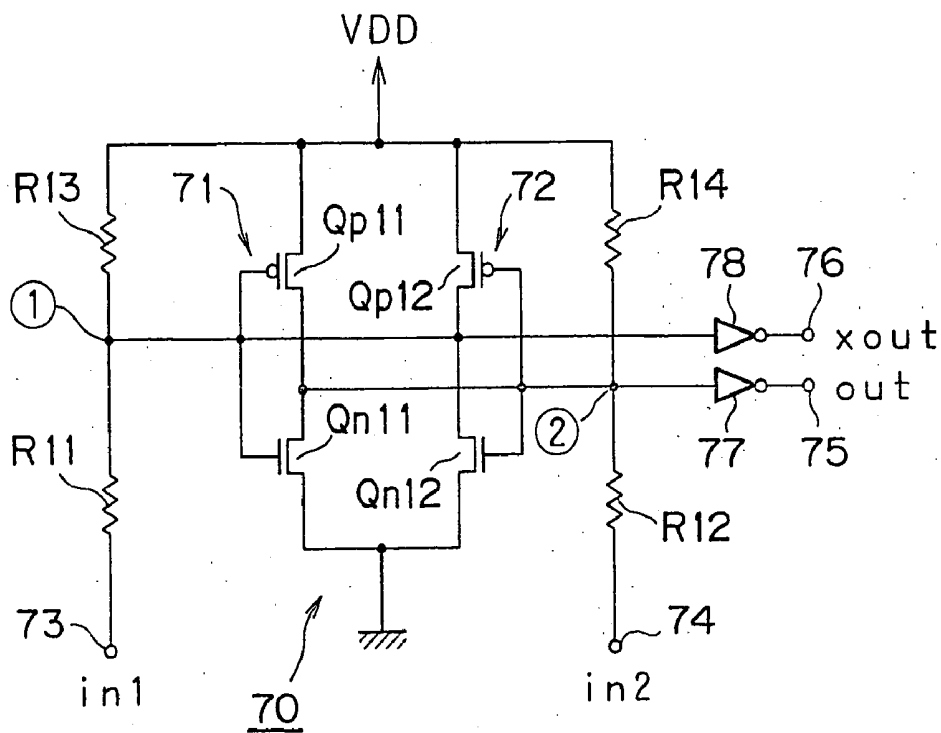 VDD
R13
71
72
R14
Qp11
78
76
①
Qp12
xout
out
Qn11
②
77
75
R11
Qn12
R12
73
74
in1
70
in2